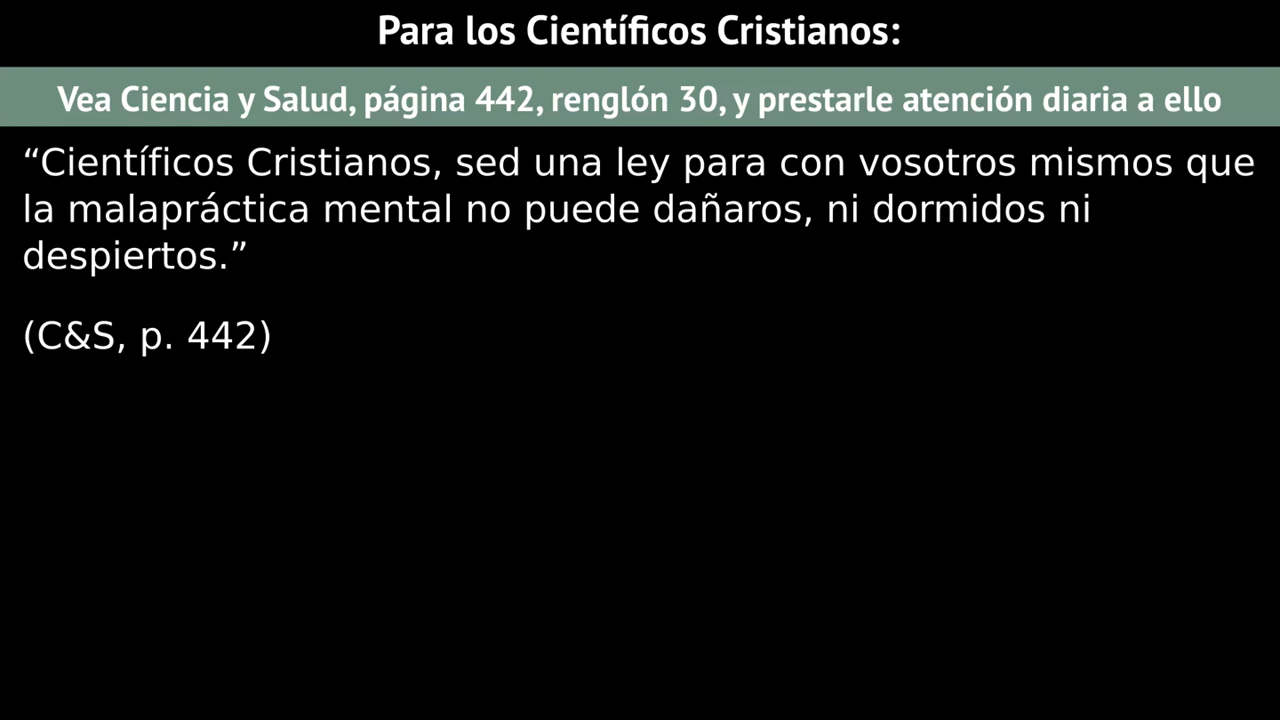 Para los Científicos Cristianos:
Vea Ciencia y Salud, página 442, renglón 30, y prestarle atención diaria a ello
“Científicos Cristianos, sed una ley para con vosotros mismos que
la malapráctica mental no puede dañaros, ni dormidos ni
despiertos.”
(C&S, p. 442)